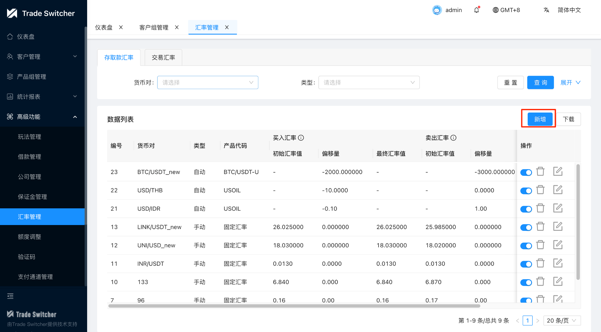 Trade Switcher
admin
GMT+8
简体中文
仪表盘
客户组管理
汇率管理
仪表盘
客户管理
产品组管理
统计报表
高级功能
玩法管理
借款管理
公司管理
保证金管理
汇率管理
额度调整
验证码
支付通道管理
Trade Switcher
由Trade Switcher提供技术支持
存取款汇率 交易汇率
货币对: 请选择 类型: 请选择 重 置 查 询 展开
数据列表 新增 下载
编号 货币对 类型 产品代码 买入汇率 卖出汇率 操作
初始汇率值 偏移量 最终汇率值 初始汇率值 偏移量
23 BTC/USDT_new 自动 BTC/USDT-U - -2000.000000 - - -3000.000000
22 USD/THB 自动 USOIL - -10.0000 - - 0.0000
21 USD/IDR 自动 USOIL - -0.10 - - 1.00
13 LINK/USDT_new 手动 固定汇率 26.025000 0.000000 26.025000 25.985000 0.000000
12 UNI/USD_new 手动 固定汇率 18.030000 0.000000 18.030000 18.020000 0.000000
11 INR/USDT 手动 固定汇率 0.0130 0.0000 0.0130 0.0130 0.0000
10 133 手动 固定汇率 6.840 0.000 6.840 6.870 0.000
7 96 手动 固定汇率 0.16 0.00 0.16 0.17 0.00
第 1-9 条/总共 9 条 1 20 条/页